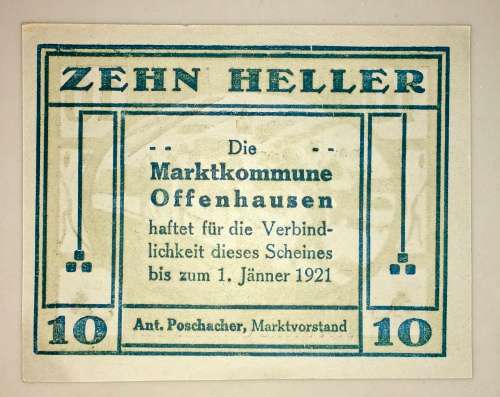 ZEHN HELLER
-- Die --
Marktkommune
Offenhausen
haftet für die Verbind-
lichkeit dieses Scheines
bis zum 1. Jänner 1921
10 Ant. Poschacher, Marktvorstand 10